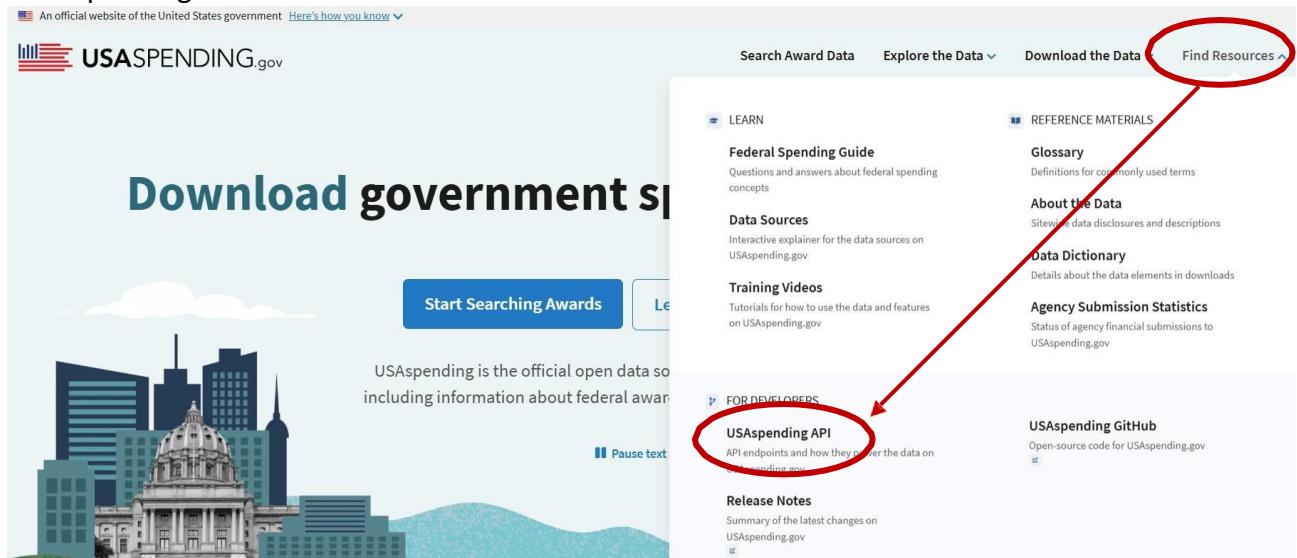 An official website of the United States government Here's how you know
USASPENDING.gov
Search Award Data Explore the Data Download the Data Find Resources
LEARN
Federal Spending Guide
Questions and answers about federal spending
concepts
Data Sources
Interactive explainer for the data sources on
USAspending.gov
Training Videos
Tutorials for how to use the data and features
on USAspending.gov
REFERENCE MATERIALS
Glossary
Definitions for commonly used terms
About the Data
Sitewide data disclosures and descriptions
Data Dictionary
Details about the data elements in downloads
Agency Submission Statistics
Status of agency financial submissions to
USAspending.gov
Download government sp
Start Searching Awards Le
USAspending is the official open data so
including information about federal awar
Pause text
FOR DEVELOPERS
USAspending API
API endpoints and how they power the data on
USAspending.gov
Release Notes
Summary of the latest changes on
USAspending.gov
USAspending GitHub
Open-source code for USAspending.gov